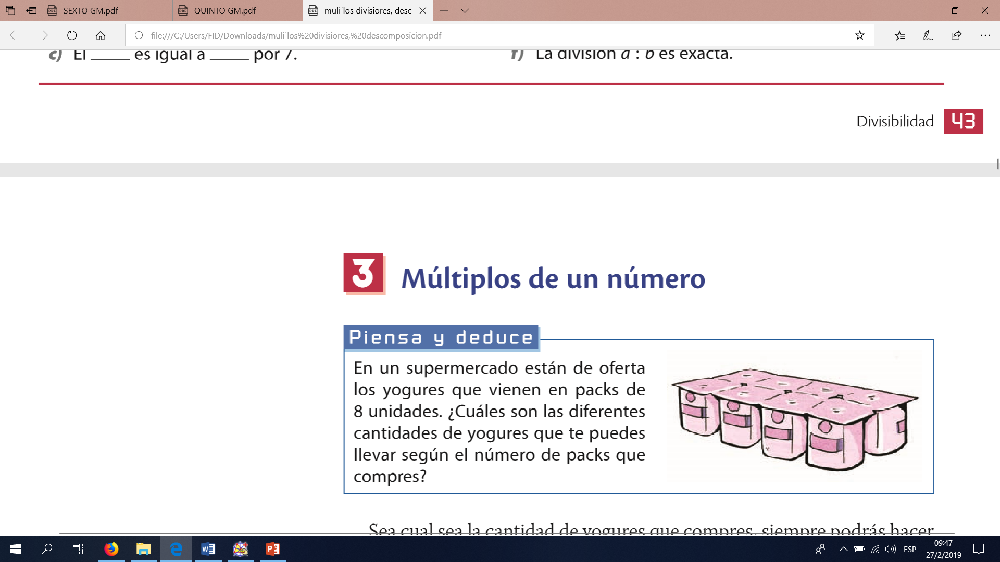 SEXTO GM.pdf
QUINTO GM.pdf
muli´los divisiores, desc
file:///C:/Users/FID/Downloads/muli´los%20divisiores,%20descomposicion.pdf
c) El _____ es igual a _____ por 7.
f) La división a : b es exacta.
Divisibilidad 43
3 Múltiplos de un número
Piensa y deduce
En un supermercado están de oferta
los yogures que vienen en packs de
8 unidades. ¿Cuáles son las diferentes
cantidades de yogures que te puedes
llevar según el número de packs que
compres?
Sea cual sea la cantidad de yogures que compres, siempre podrás hacer
ESP
09:47
27/2/2019